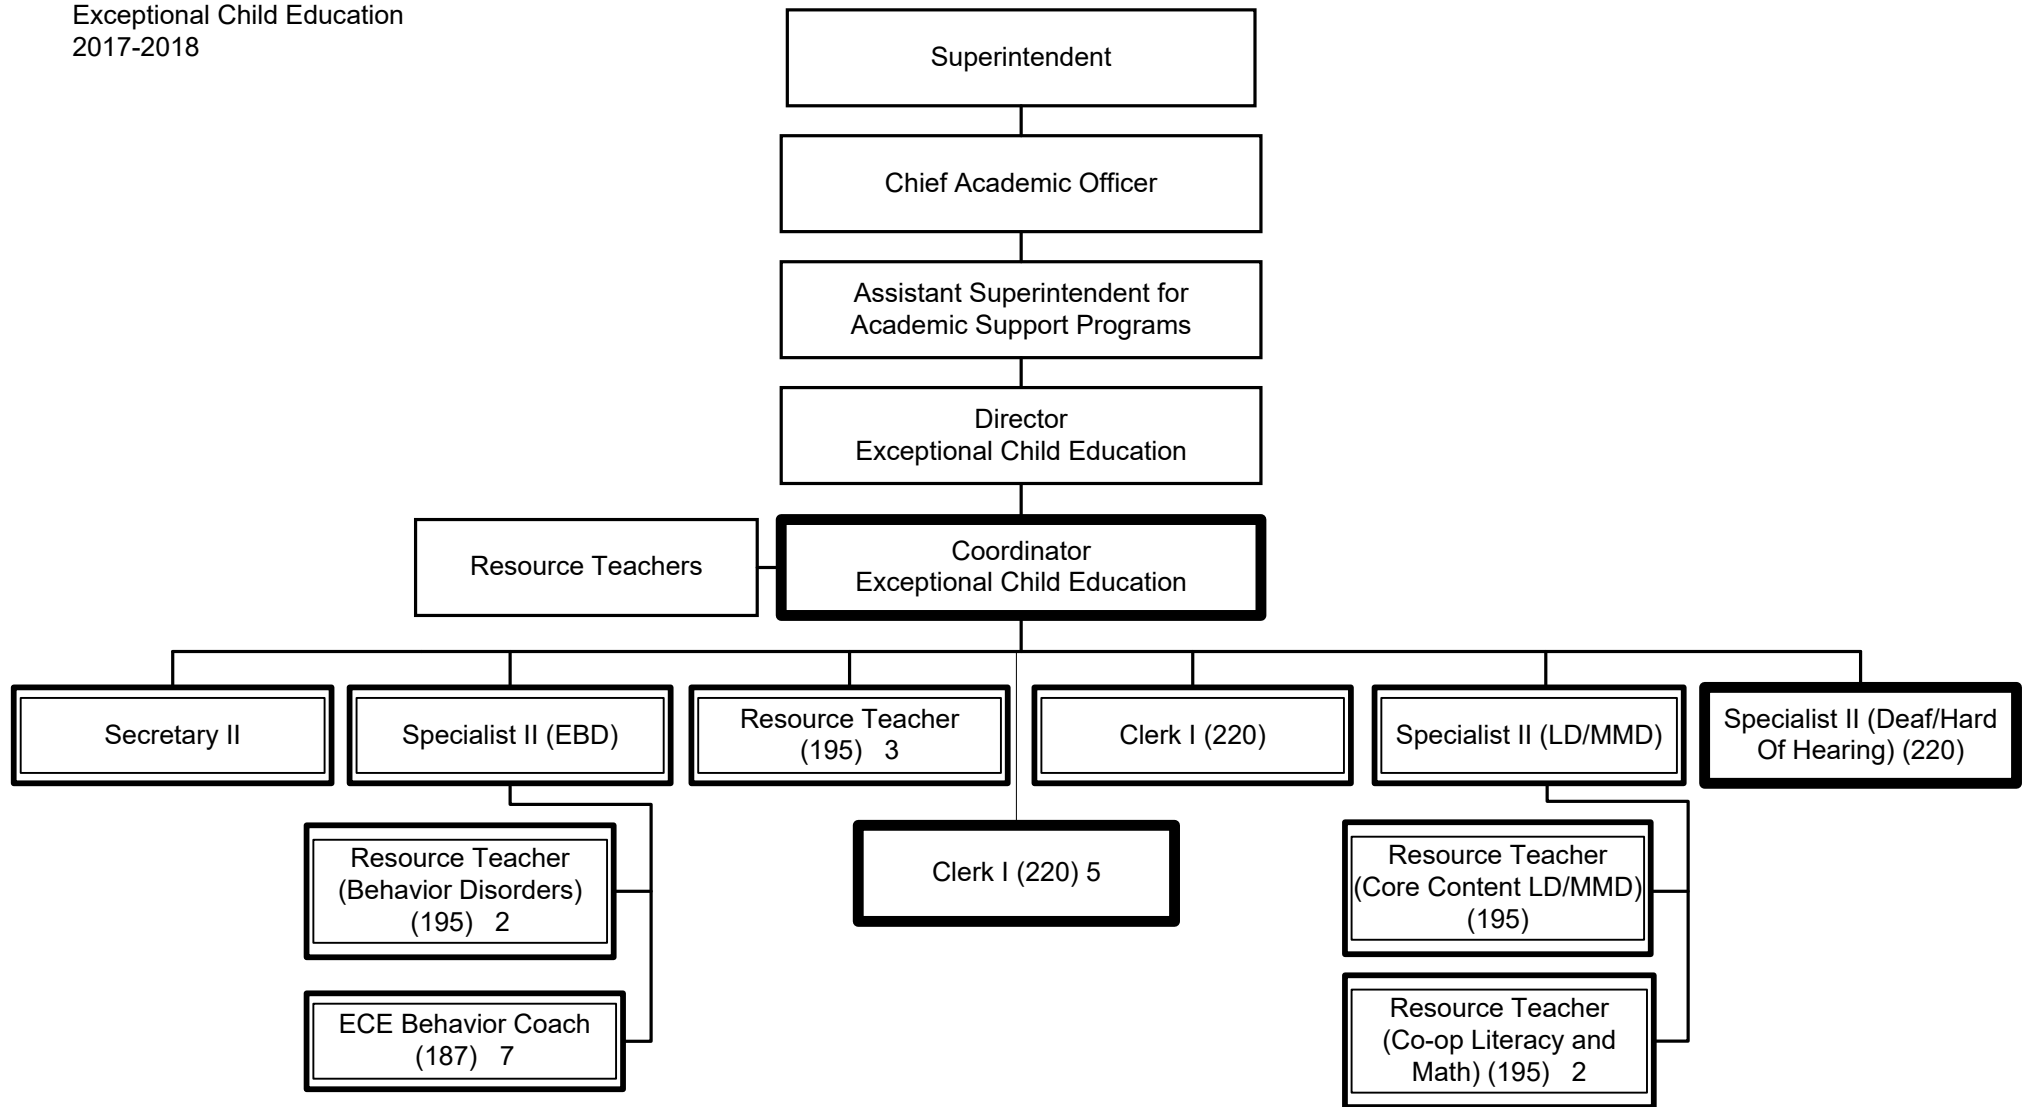 Exceptional Child Education
2017-2018
Superintendent
Chief Academic Officer
Assistant Superintendent for
Academic Support Programs
Director
Exceptional Child Education
Resource Teachers
Coordinator
Exceptional Child Education
Secretary II
Specialist II (EBD)
Resource Teacher
(195) 3
Clerk I (220)
Specialist II (LD/MMD)
Specialist II (Deaf/Hard
Of Hearing) (220)
Resource Teacher
(Behavior Disorders)
(195) 2
ECE Behavior Coach
(187) 7
Clerk I (220) 5
Resource Teacher
(Core Content LD/MMD)
(195)
Resource Teacher
(Co-op Literacy and
Math) (195) 2